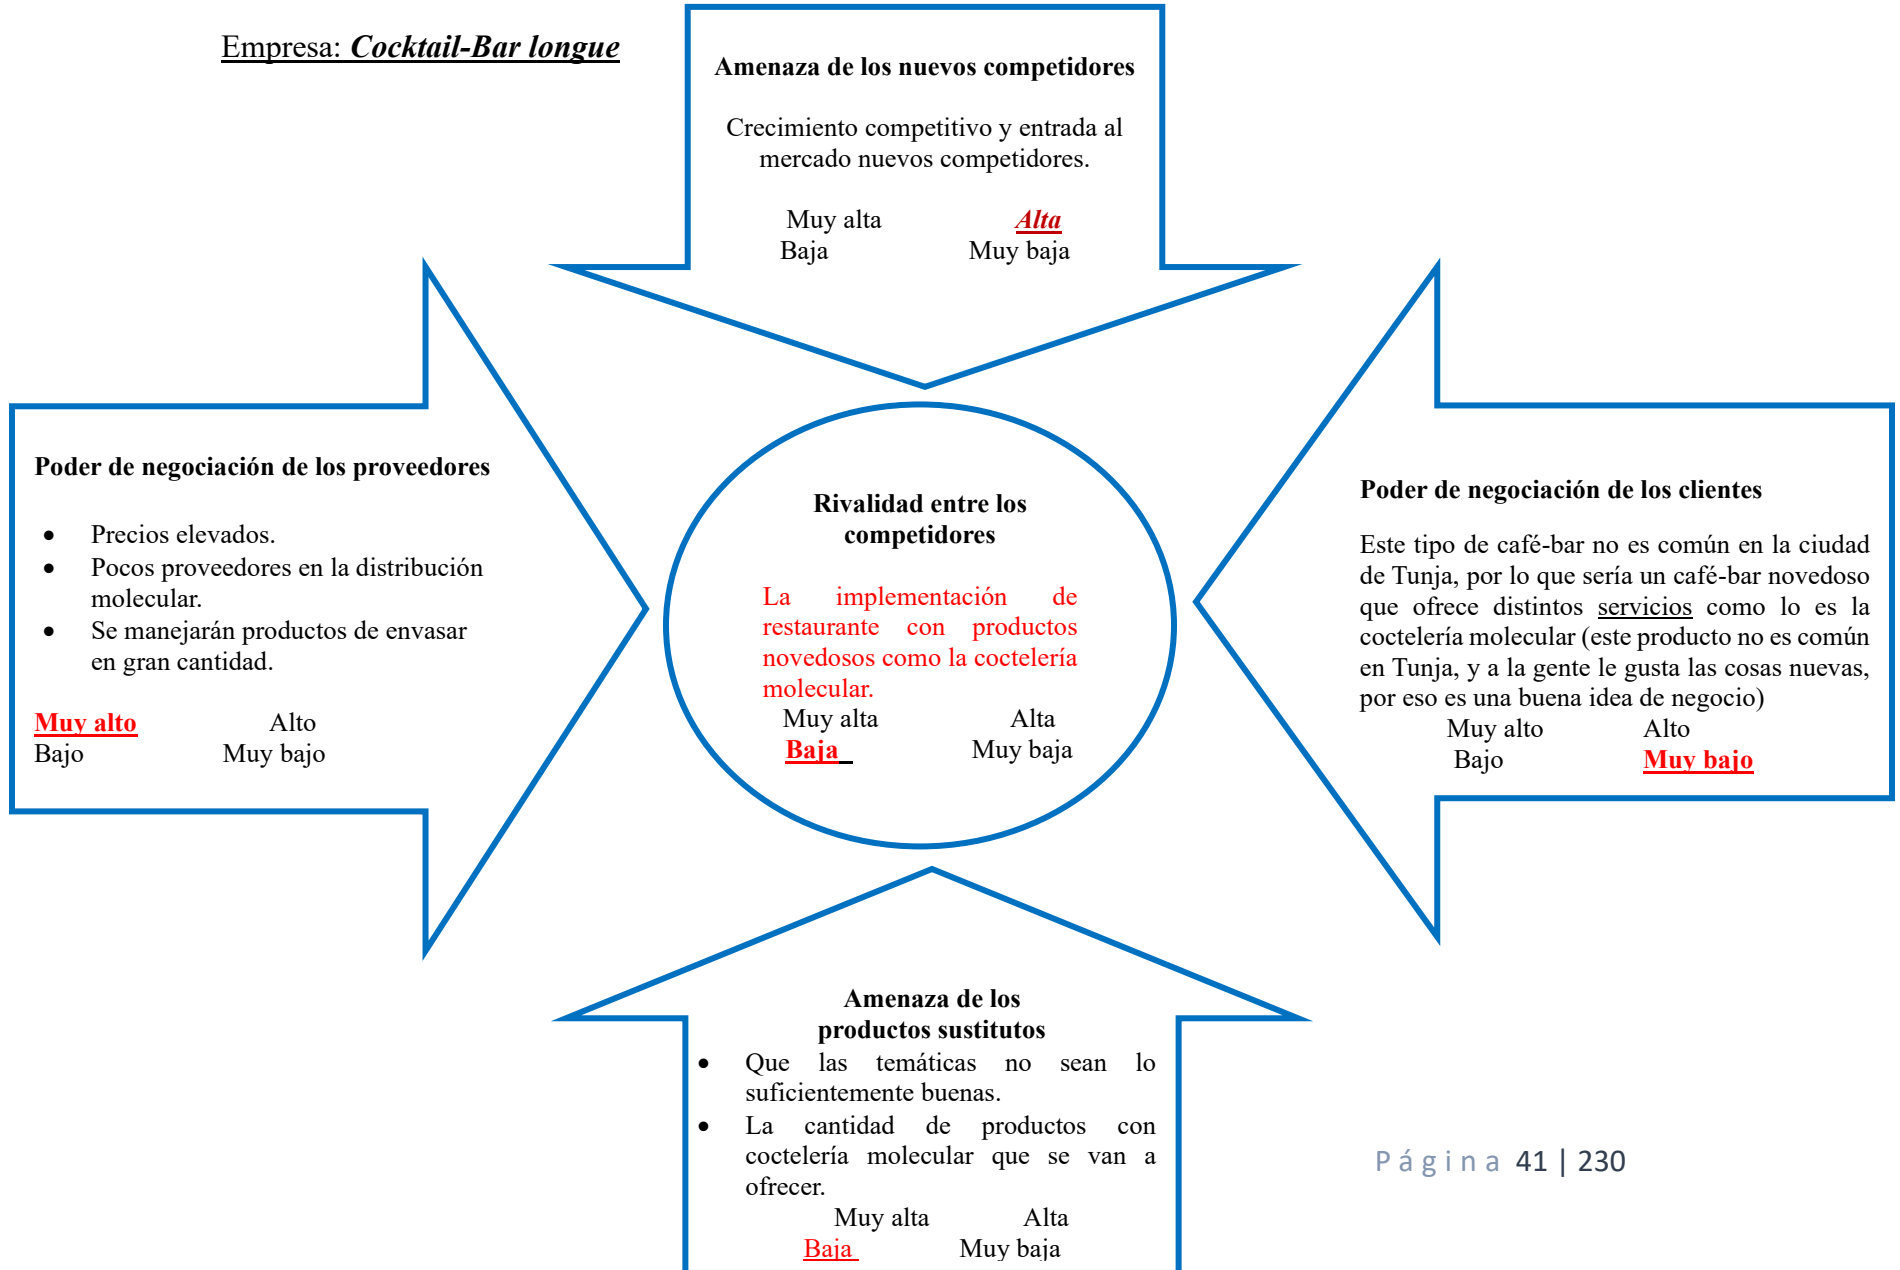 Empresa: Cocktail-Bar longue
Amenaza de los nuevos competidores
Crecimiento competitivo y entrada al
mercado nuevos competidores.
Muy alta Alta
Baja Muy baja
Poder de negociación de los proveedores
• Precios elevados.
• Pocos proveedores en la distribución
molecular.
• Se manejarán productos de envasar
en gran cantidad.
Muy alto Alto
Bajo Muy bajo
Rivalidad entre los
competidores
La implementación de
restaurante con productos
novedosos como la coctelería
molecular.
Muy alta Alta
Baja Muy baja
Poder de negociación de los clientes
Este tipo de café-bar no es común en la ciudad
de Tunja, por lo que sería un café-bar novedoso
que ofrece distintos servicios como lo es la
coctelería molecular (este producto no es común
en Tunja, y a la gente le gusta las cosas nuevas,
por eso es una buena idea de negocio)
Muy alto Alto
Bajo Muy bajo
Amenaza de los
productos sustitutos
• Que las temáticas no sean lo
suficientemente buenas.
• La cantidad de productos con
coctelería molecular que se van a
ofrecer.
Muy alta Alta
Baja Muy baja
Página 41 | 230